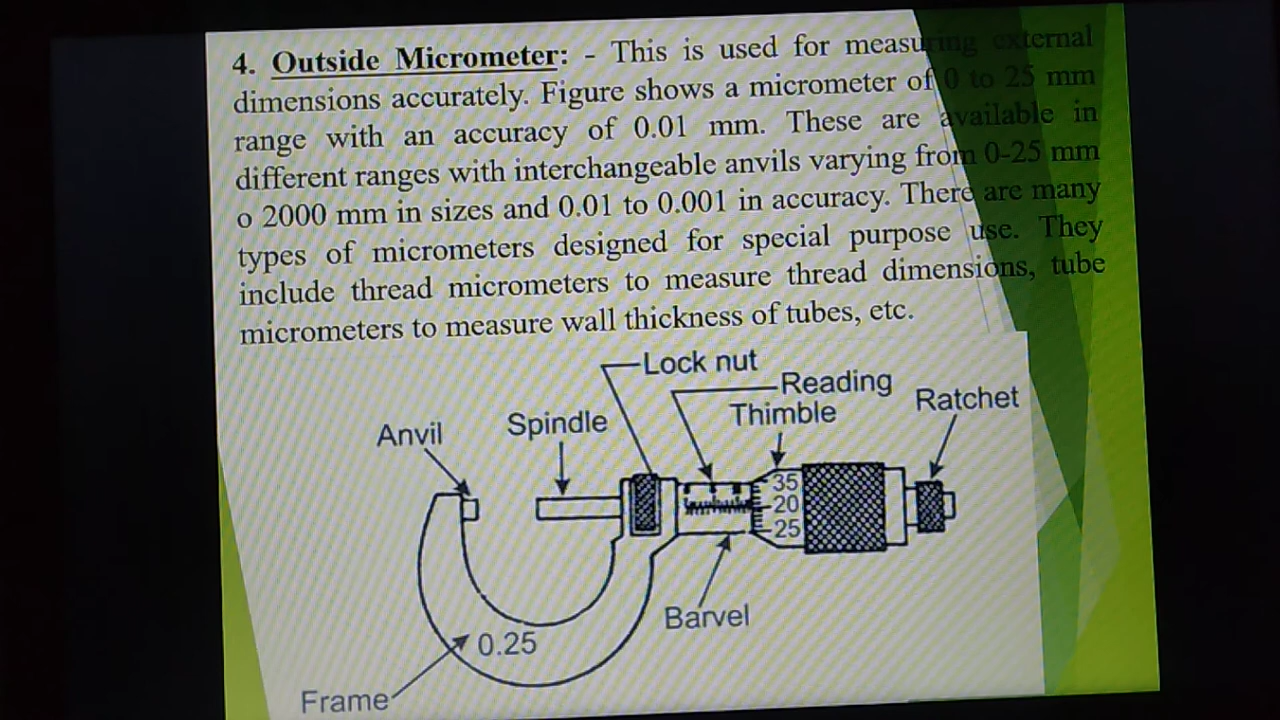 4. Outside Micrometer: - This is used for measuring external
dimensions accurately. Figure shows a micrometer of 0 to 25 mm
range with an accuracy of 0.01 mm. These are available in
different ranges with interchangeable anvils varying from 0-25 mm
o 2000 mm in sizes and 0.01 to 0.001 in accuracy. There are many
types of micrometers designed for special purpose use. They
include thread micrometers to measure thread dimensions, tube
micrometers to measure wall thickness of tubes, etc.
Lock nut
Reading
Thimble
Ratchet
Anvil
Spindle
35
20
25
Barvel
0.25
Frame